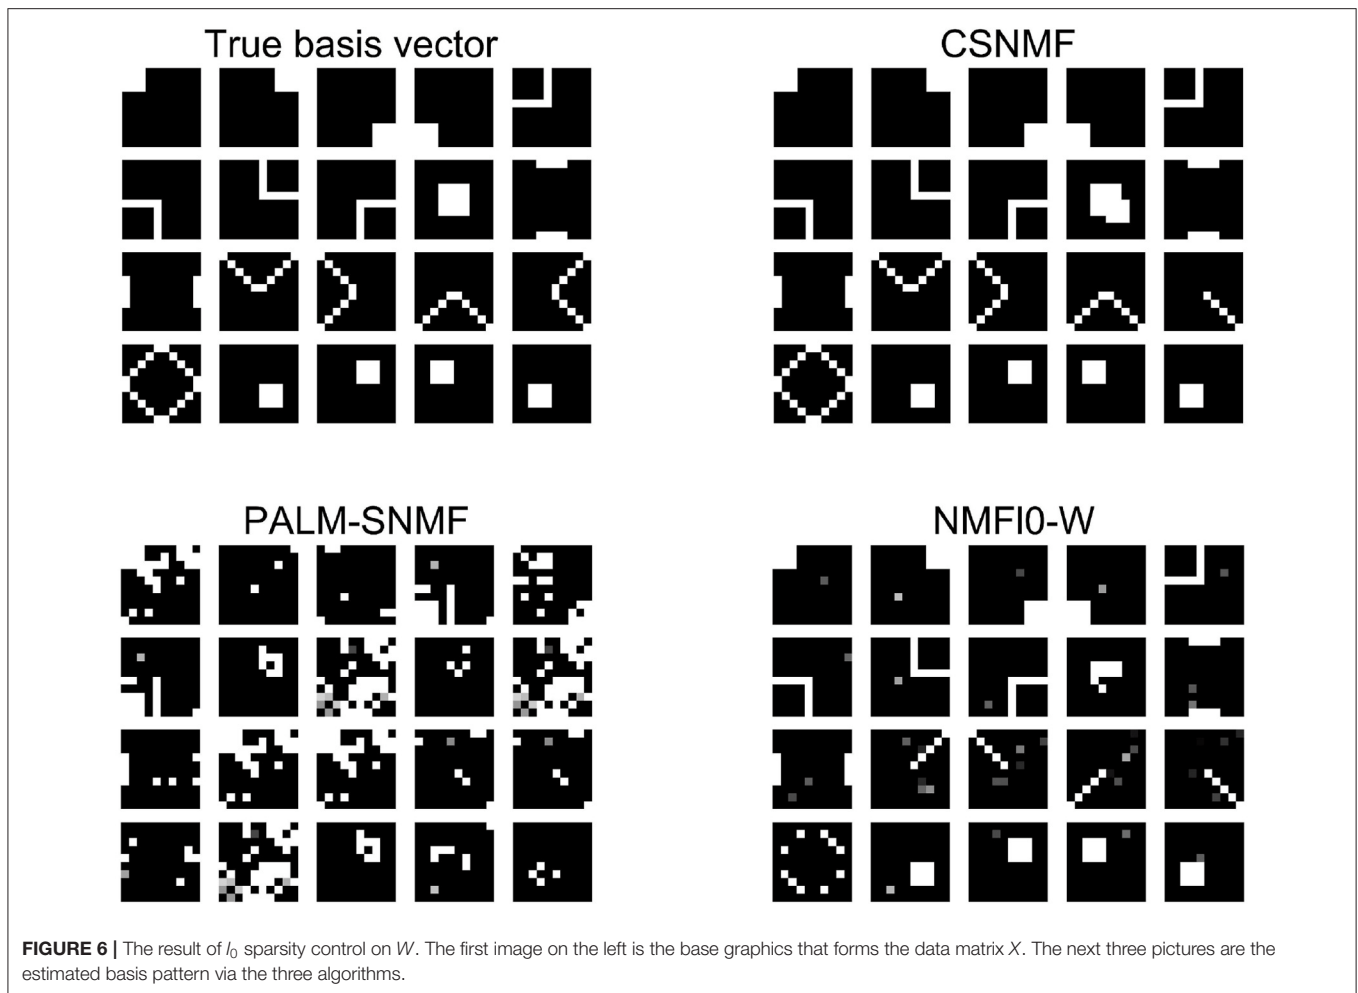 True basis vector
CSNMF
PALM-SNMF
NMFl0-W
FIGURE 6 | The result of l0 sparsity control on W. The first image on the left is the base graphics that forms the data matrix X. The next three pictures are the
estimated basis pattern via the three algorithms.